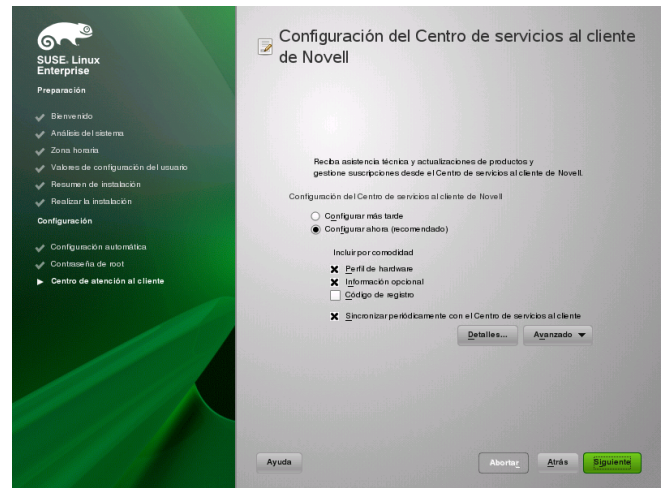 SUSE. Linux
Enterprise
Preparación
Bienvenido
Análisis del sistema
Zona horaria
Valores de configuración del usuario
Resumen de instalación
Realizar la instalación
Configuración
Configuración automática
Contraseña de root
Centro de atención al cliente
Configuración del Centro de servicios al cliente
de Novell
Reciba asistencia técnica y actualizaciones de productos y
gestione suscripciones desde el Centro de servicios al cliente de Novell.
Configuración del Centro de servicios al cliente de Novell
Configurar más tarde
Configurar ahora (recomendado)
Incluir por comodidad
Perfil de hardware
Información opcional
Código de registro
Sincronizar periódicamente con el Centro de servicios al cliente
Detalles...
Avanzado
Ayuda
Abortar
Atrás
Siguiente